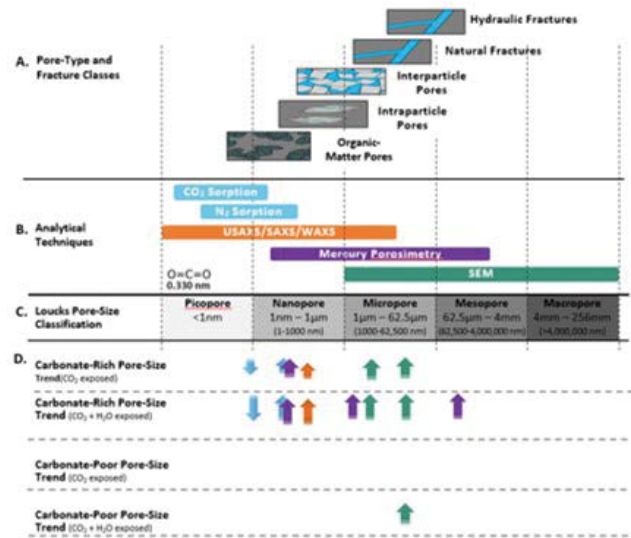 Hydraulic Fractures
A. Pore-Type and
Fracture Classes
Natural Fractures
Interparticle
Pores
Intraparticle
Pores
Organic-
Matter Pores
CO₂ Sorption
N₂ Sorption
B. Analytical
Techniques
USAXS/SAXS/WAXS
Mercury Porosimetry
O=C=O
0.330 nm
SEM
C. Loucks Pore-Size
Classification
Picopore
<1nm
Nanopore
1nm – 1μm
(1-1000 nm)
Micropore
1μm – 62.5μm
(1000-62,500 nm)
Mesopore
62.5μm – 4mm
(62,500-4,000,000 nm)
Macropore
4mm – 256mm
(>4,000,000 nm)
D.
Carbonate-Rich Pore-Size
Trend(CO₂ exposed)
Carbonate-Rich Pore-Size
Trend (CO₂ + H₂O exposed)
Carbonate-Poor Pore-Size
Trend (CO₂ exposed)
Carbonate-Poor Pore-Size
Trend (CO₂ + H₂O exposed)